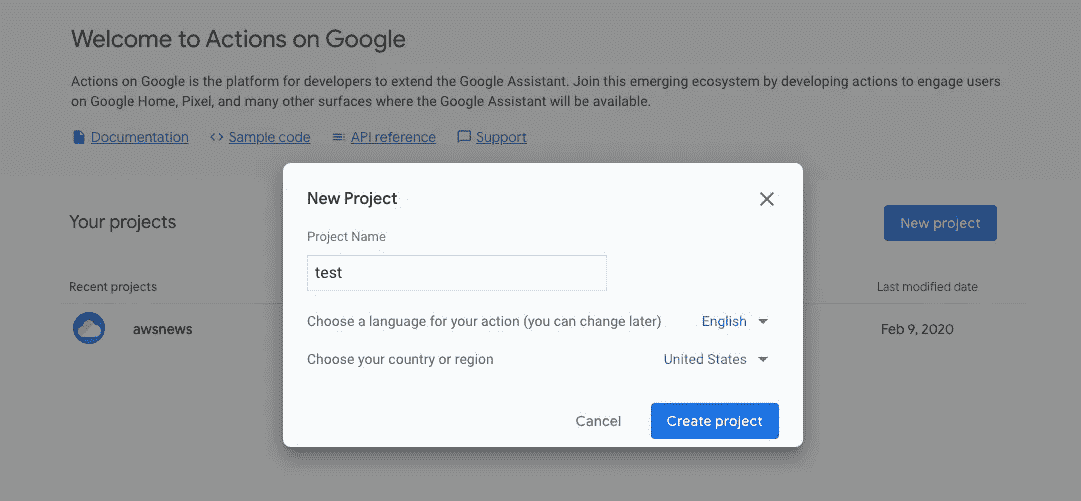 Welcome to Actions on Google
Actions on Google is the platform for developers to extend the Google Assistant. Join this emerging ecosystem by developing actions to engage users
on Google Home, Pixel, and many other surfaces where the Google Assistant will be available.
Documentation Sample code API reference Support
New Project
Project Name
test
Choose a language for your action (you can change later) English
Choose your country or region United States
Cancel Create project
Your projects New project
Recent projects Last modified date
awsnews Feb 9, 2020